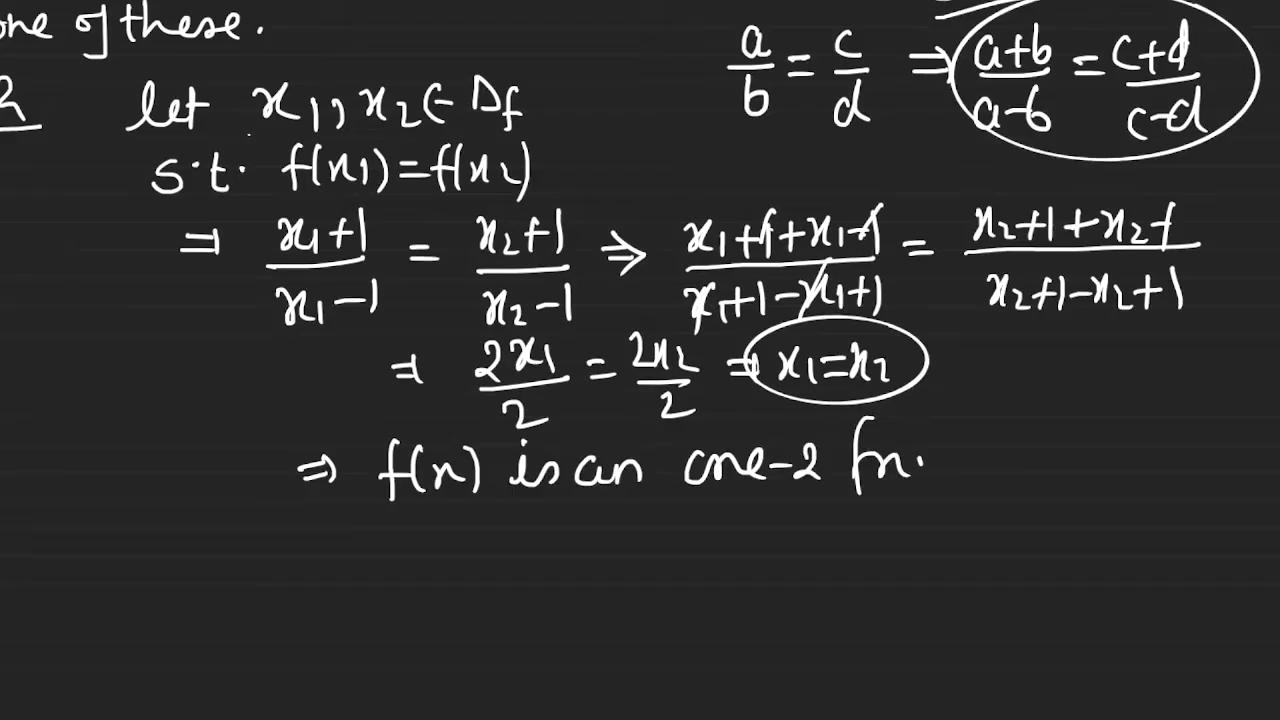 one of these.
a/b = c/d ⇒ a+b/a-b = c+d/c-d
let x₁, x₂ ∈ Df
s.t. f(x₁) = f(x₂)
⇒ x₁+1/x₁-1 = x₂+1/x₂-1 ⇒ x₁+1+x₁-1/x₁+1-x₁+1 = x₂+1+x₂-1/x₂+1-x₂+1
⇒ 2x₁/2 = 2x₂/2 ⇒ x₁=x₂
⇒ f(x) is an one-2 fn.